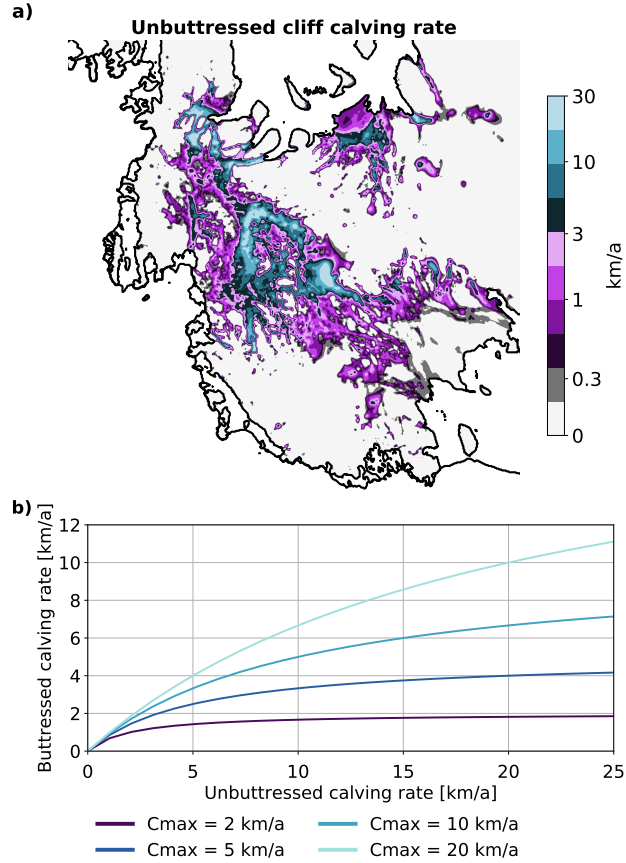 a)
Unbuttressed cliff calving rate
30
10
3
1
0.3
0
km/a
b)
Buttressed calving rate [km/a]
12
10
8
6
4
2
0
0 5 10 15 20 25
Unbuttressed calving rate [km/a]
Cmax = 2 km/a Cmax = 10 km/a
Cmax = 5 km/a Cmax = 20 km/a